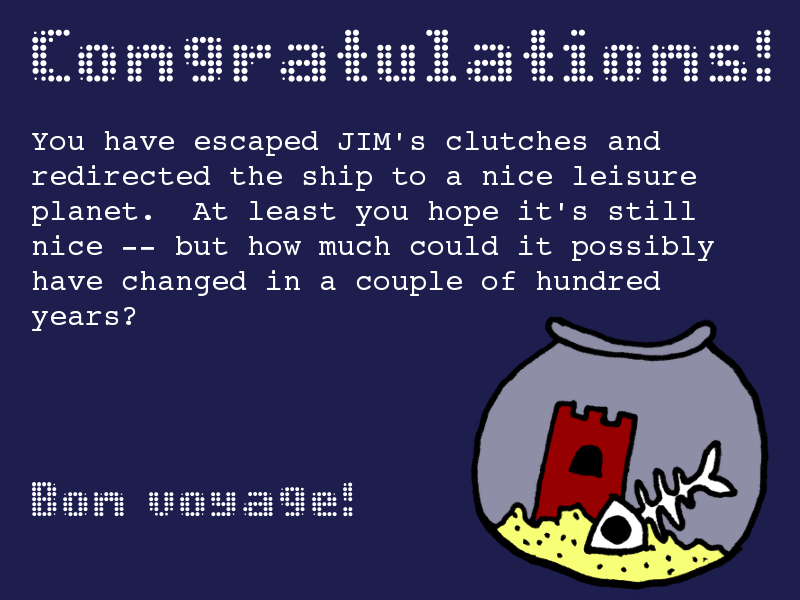 Congratulations!
You have escaped JIM's clutches and
redirected the ship to a nice leisure
planet.  At least you hope it's still
nice -- but how much could it possibly
have changed in a couple of hundred
years?
Bon voyage!